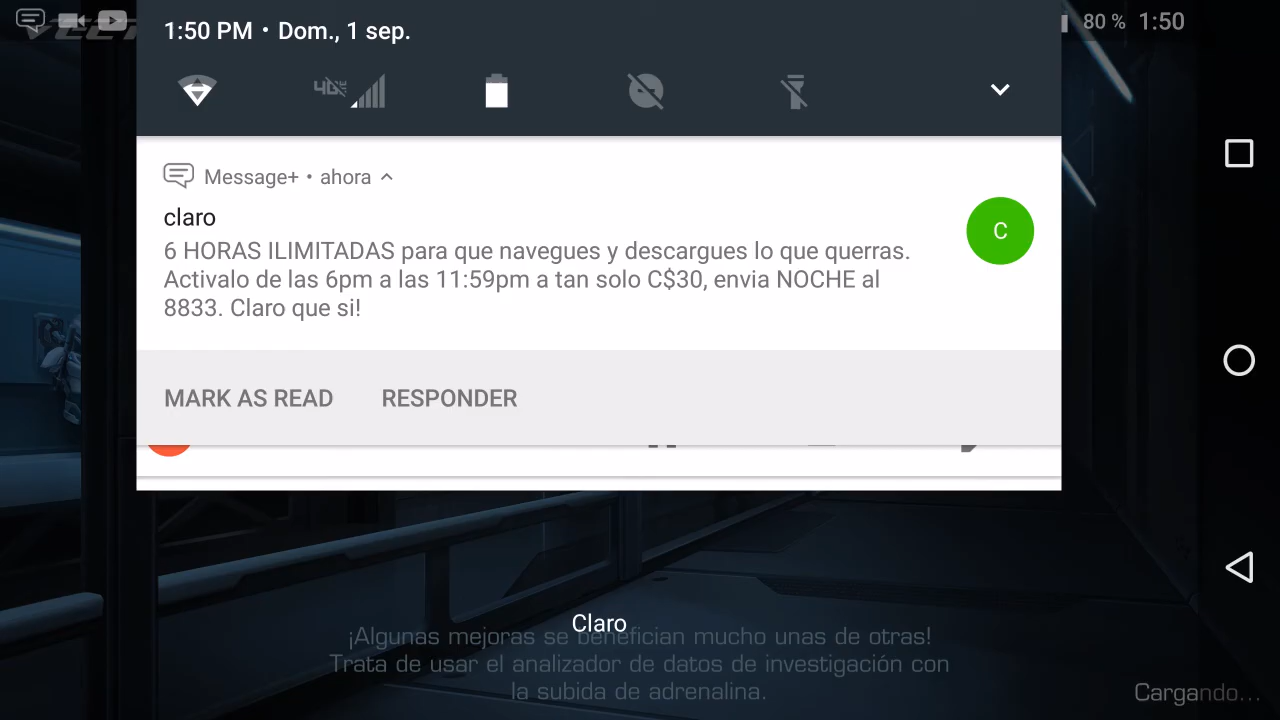 80 % 1:50
1:50 PM • Dom., 1 sep.
4G LTE
Message+ • ahora
claro
C
6 HORAS ILIMITADAS para que navegues y descargues lo que querras.
Activalo de las 6pm a las 11:59pm a tan solo C$30, envia NOCHE al
8833. Claro que si!
MARK AS READ RESPONDER
Claro
¡Algunas mejoras se benefician mucho unas de otras!
Trata de usar el analizador de datos de investigación con
la subida de adrenalina.
Cargando...